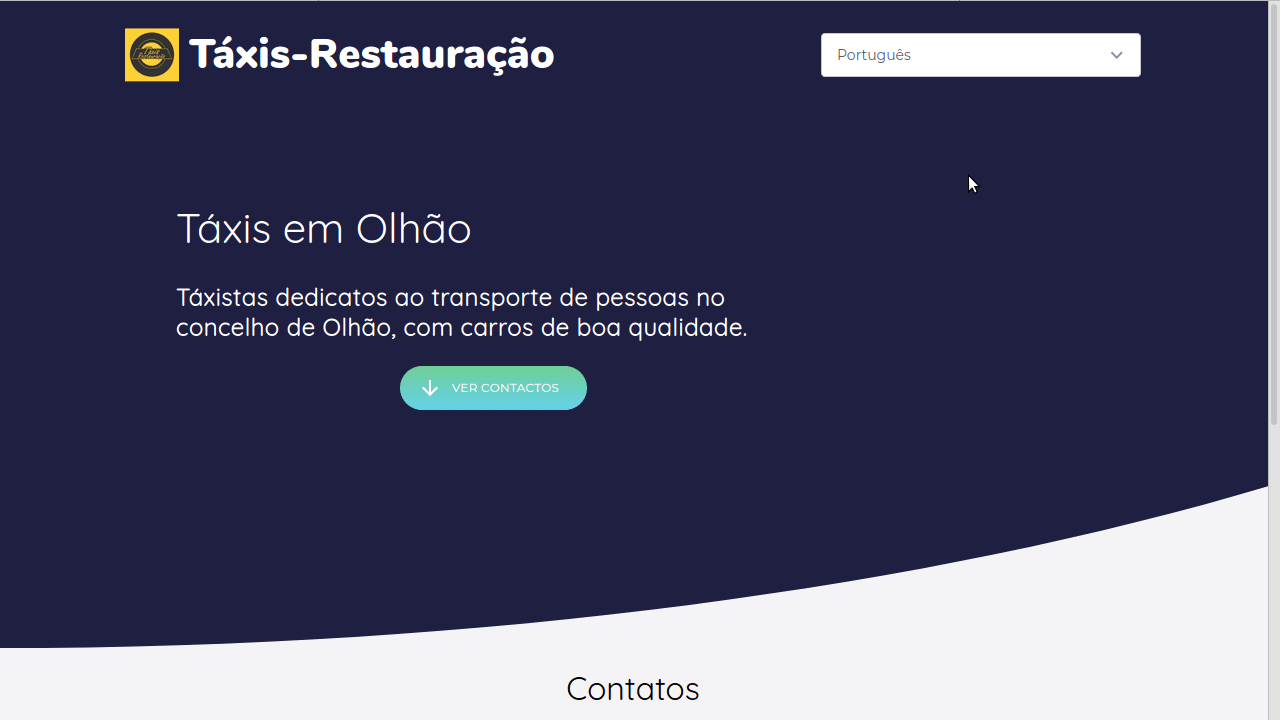 Táxis-Restauração
Português
Táxis em Olhão
Táxistas dedicatos ao transporte de pessoas no
concelho de Olhão, com carros de boa qualidade.
VER CONTACTOS
Contatos